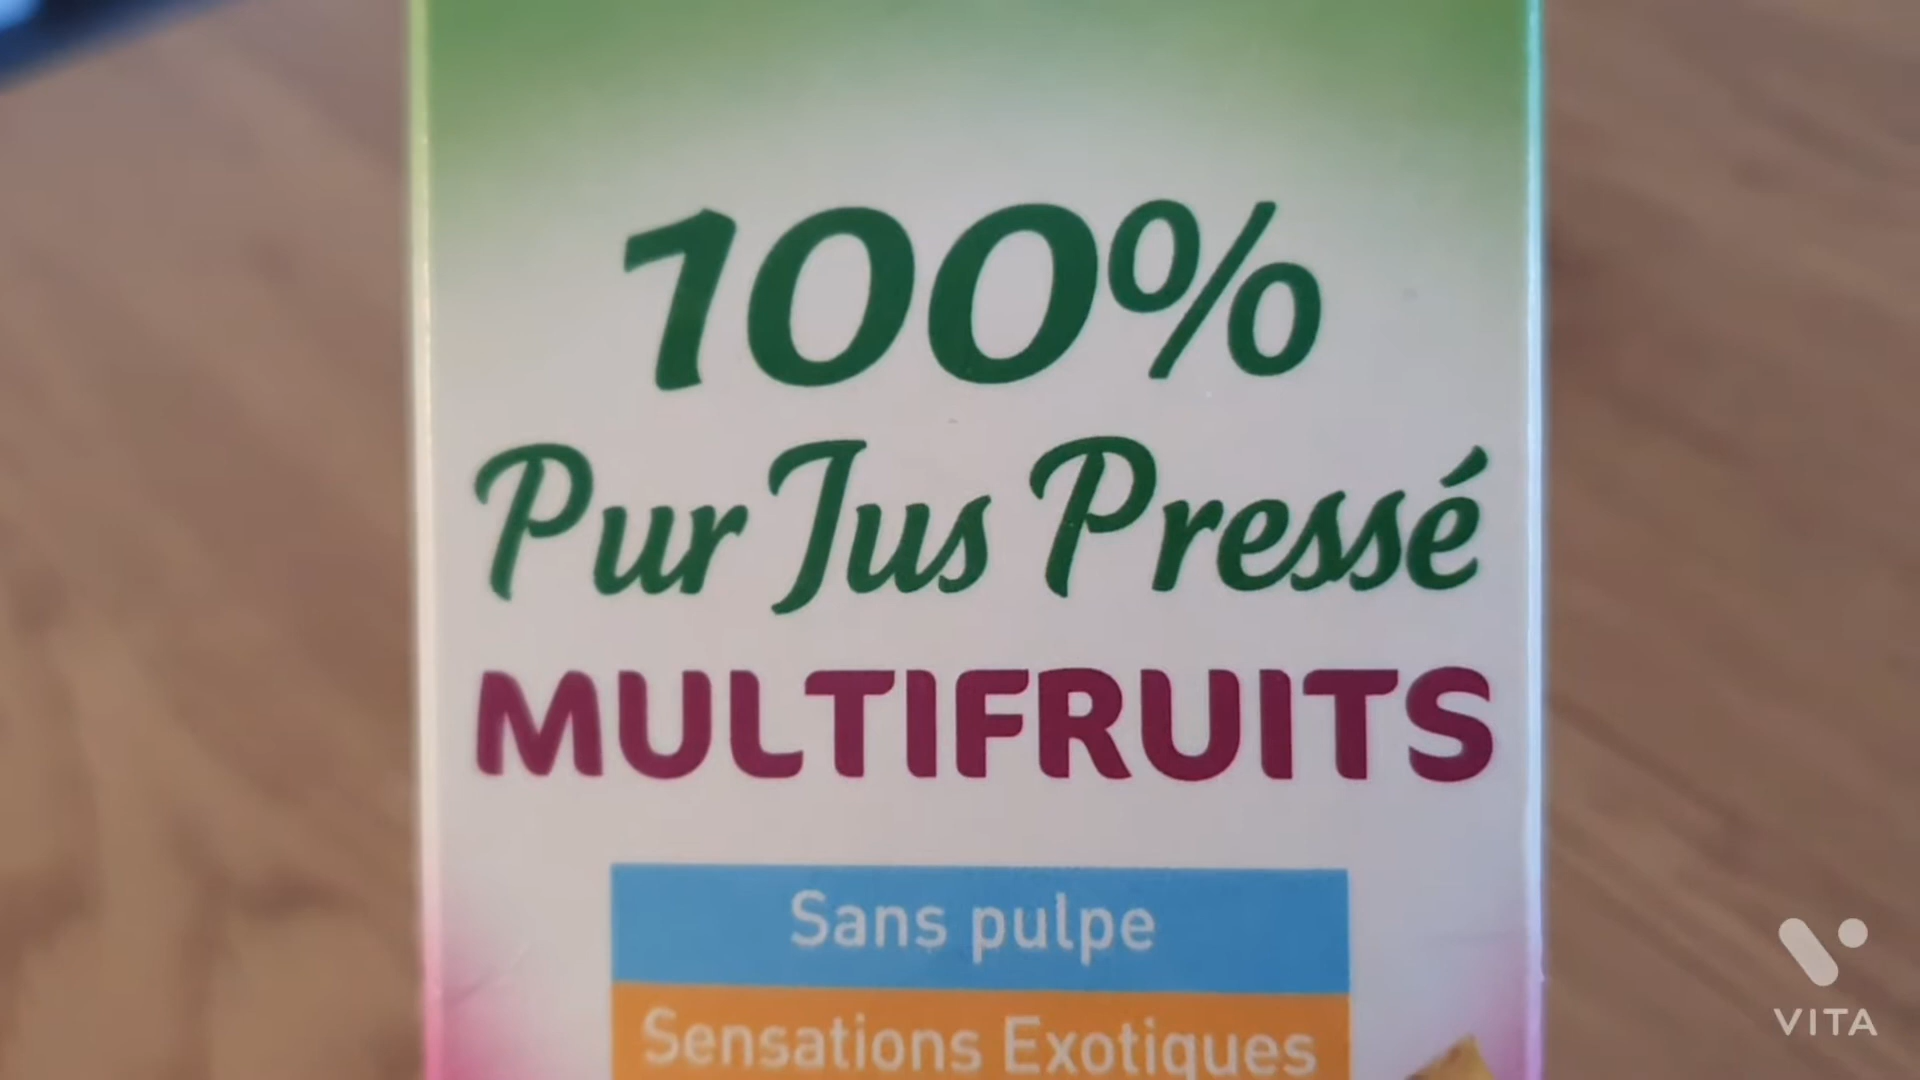 100%
Pur Jus Pressé
MULTIFRUITS
Sans pulpe
Sensations Exotiques
VITA